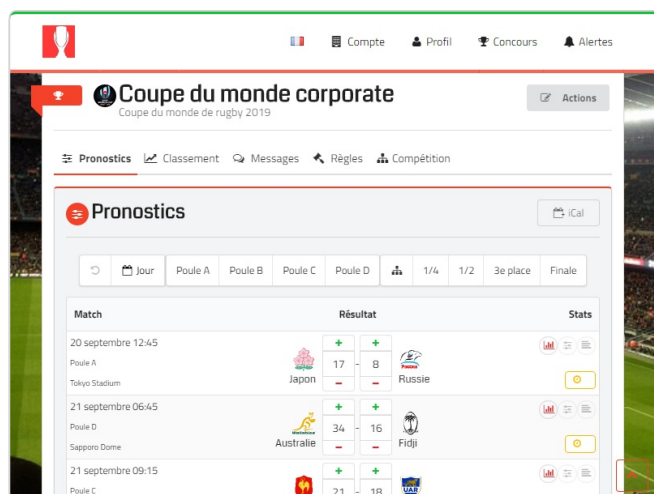 Compte Profil Concours Alertes
Coupe du monde corporate
Coupe du monde de rugby 2019
Actions
Pronostics Classement Messages Règles Compétition
Pronostics
iCal
Jour Poule A Poule B Poule C Poule D 1/4 1/2 3e place Finale
Match Résultat Stats
20 septembre 12:45
Poule A
Tokyo Stadium
+ +
17 - 8
- -
Japon Russie
21 septembre 06:45
Poule D
Sapporo Dome
+ +
34 - 16
- -
Australie Fidji
21 septembre 09:15
Poule C
+ +
21 - 18
UAR